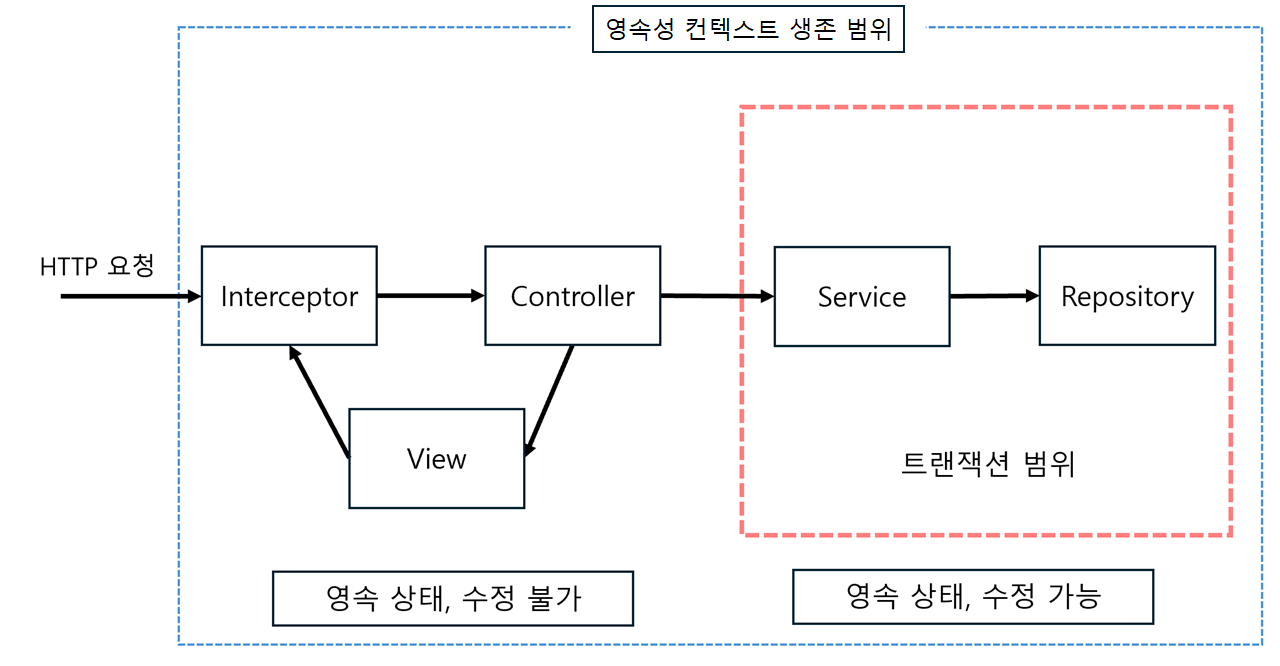 영속성 컨텍스트 생존 범위
HTTP 요청
Interceptor
Controller
Service
Repository
View
트랜잭션 범위
영속 상태, 수정 불가
영속 상태, 수정 가능